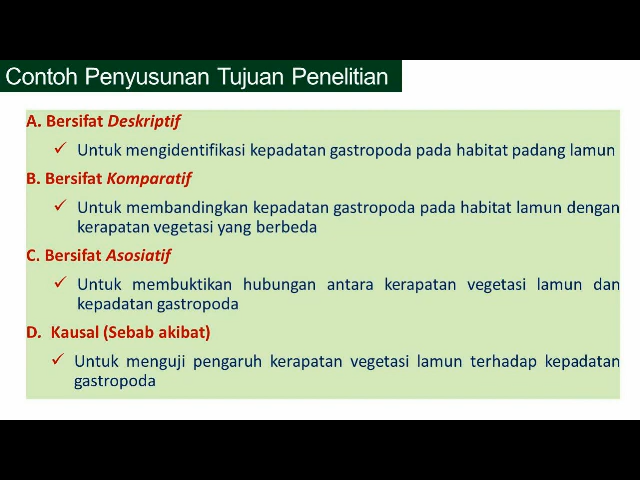 Contoh Penyusunan Tujuan Penelitian
A. Bersifat Deskriptif
✓ Untuk mengidentifikasi kepadatan gastropoda pada habitat padang lamun
B. Bersifat Komparatif
✓ Untuk membandingkan kepadatan gastropoda pada habitat lamun dengan
kerapatan vegetasi yang berbeda
C. Bersifat Asosiatif
✓ Untuk membuktikan hubungan antara kerapatan vegetasi lamun dan
kepadatan gastropoda
D. Kausal (Sebab akibat)
✓ Untuk menguji pengaruh kerapatan vegetasi lamun terhadap kepadatan
gastropoda